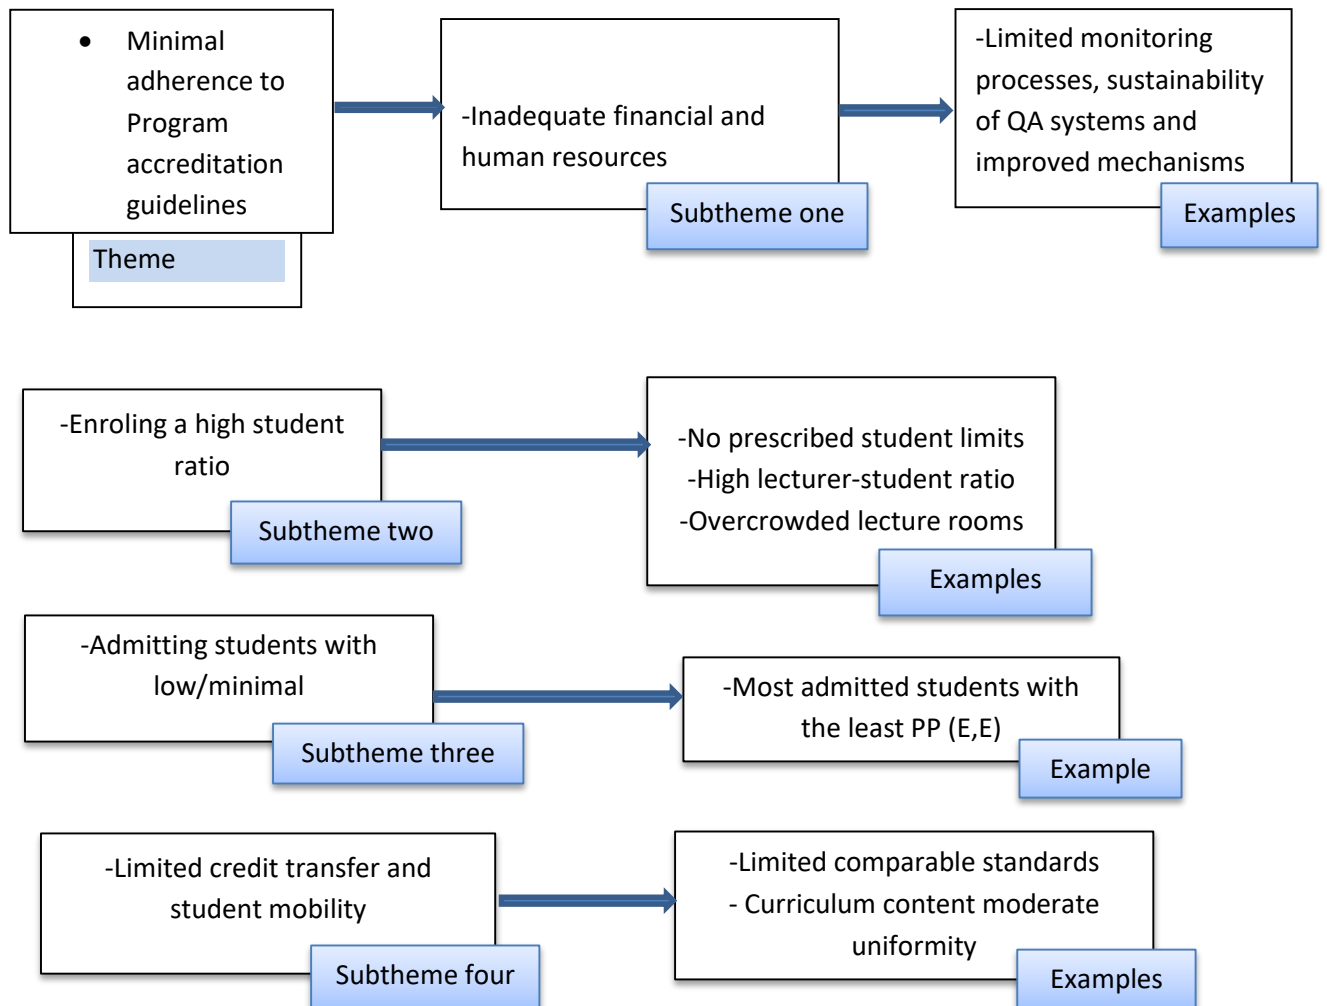 • Minimal
adherence to
Program
accreditation
guidelines
Theme
-Inadequate financial and
human resources
Subtheme one
-Limited monitoring
processes, sustainability
of QA systems and
improved mechanisms
Examples
-Enroling a high student
ratio
Subtheme two
-No prescribed student limits
-High lecturer-student ratio
-Overcrowded lecture rooms
Examples
-Admitting students with
low/minimal
Subtheme three
-Most admitted students with
the least PP (E,E)
Example
-Limited credit transfer and
student mobility
Subtheme four
-Limited comparable standards
- Curriculum content moderate
uniformity
Examples